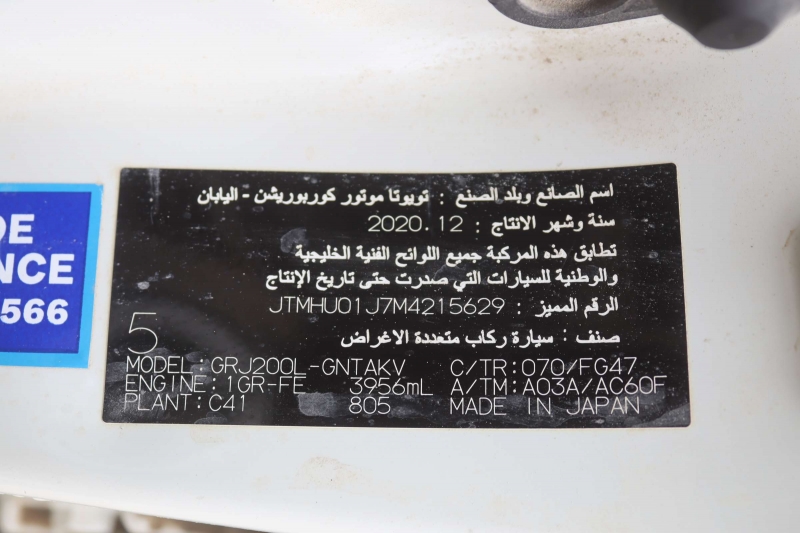 اسم الصانع وبلد الصنع : تويوتا موتور كوربوريشن - اليابان
سنة وشهر الانتاج : 2020.12
تطابق هذه المركبة جميع اللوائح الفنية الخليجية
والوطنية للسيارات التي صدرت حتى تاريخ الإنتاج
الرقم المميز : JTMHU01J7M4215629
صنف : سيارة ركاب متعددة الاغراض
5
MODEL:GRJ200L-GNTAKV C/TR:070/FG47
ENGINE:1GR-FE 3956mL A/TM:A03A/AC60F
PLANT:C41 805 MADE IN JAPAN
DE
NCE
566